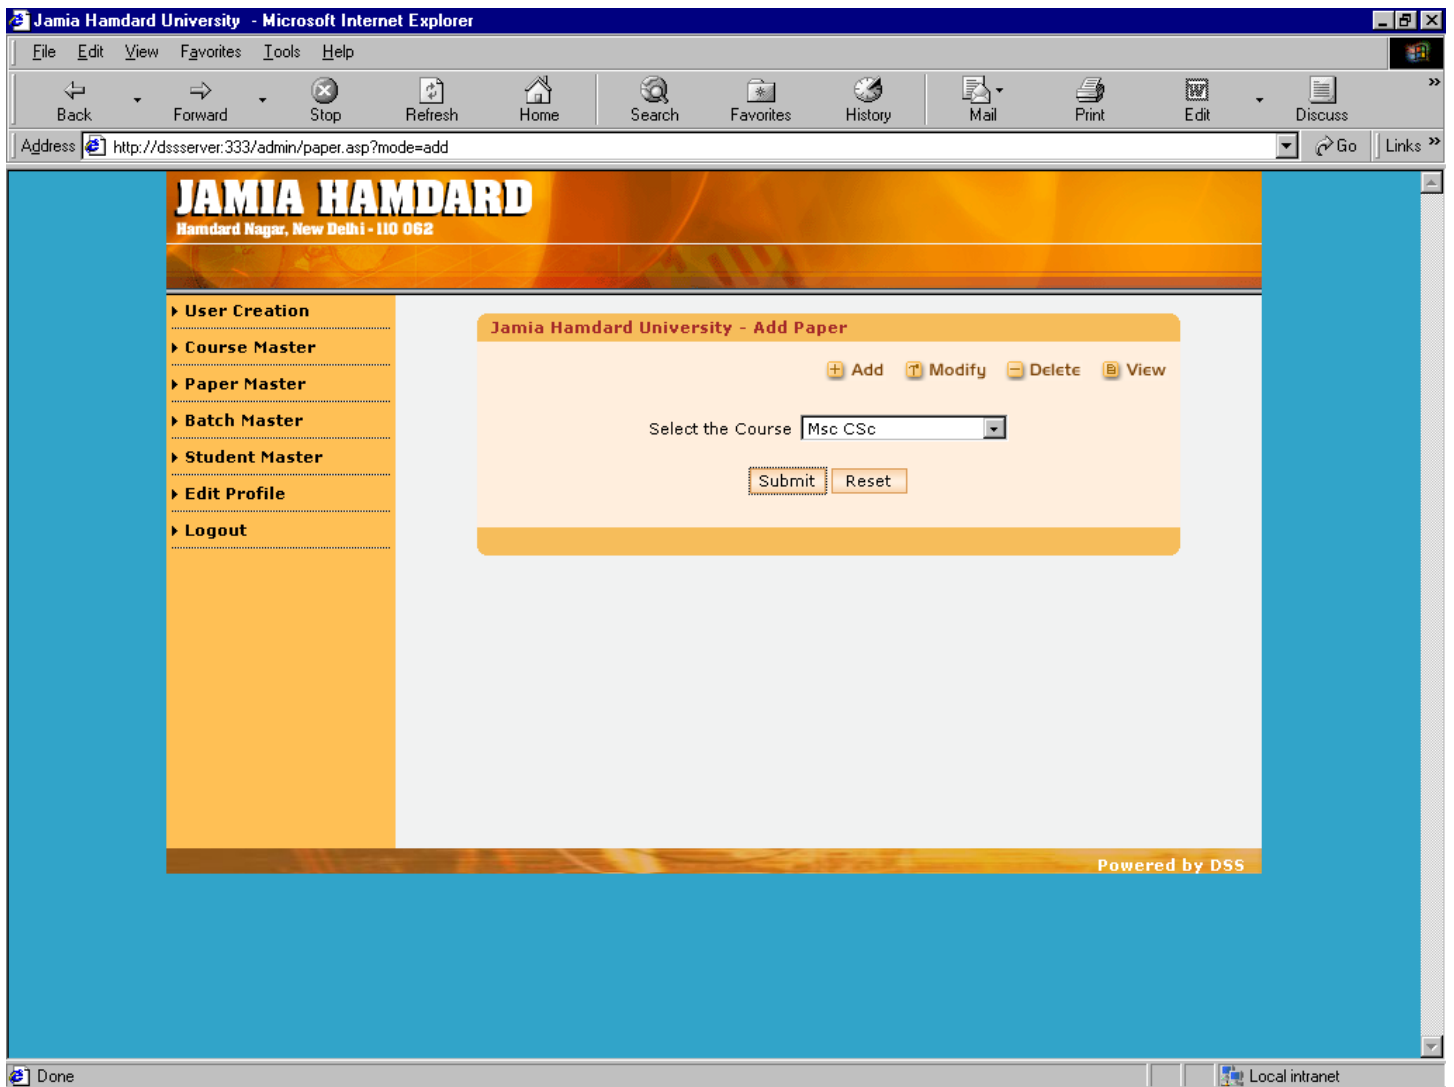 Jamia Hamdard University - Microsoft Internet Explorer
File Edit View Favorites Tools Help
Back Forward Stop Refresh Home Search Favorites History Mail Print Edit Discuss »
Address http://dssserver:333/admin/paper.asp?mode=add Go Links »
JAMIA HAMDARD
Hamdard Nagar, New Delhi - 110 062
User Creation
Course Master
Paper Master
Batch Master
Student Master
Edit Profile
Logout
Jamia Hamdard University - Add Paper
Add Modify Delete View
Select the Course Msc CSc
Submit Reset
Powered by DSS
Done Local intranet